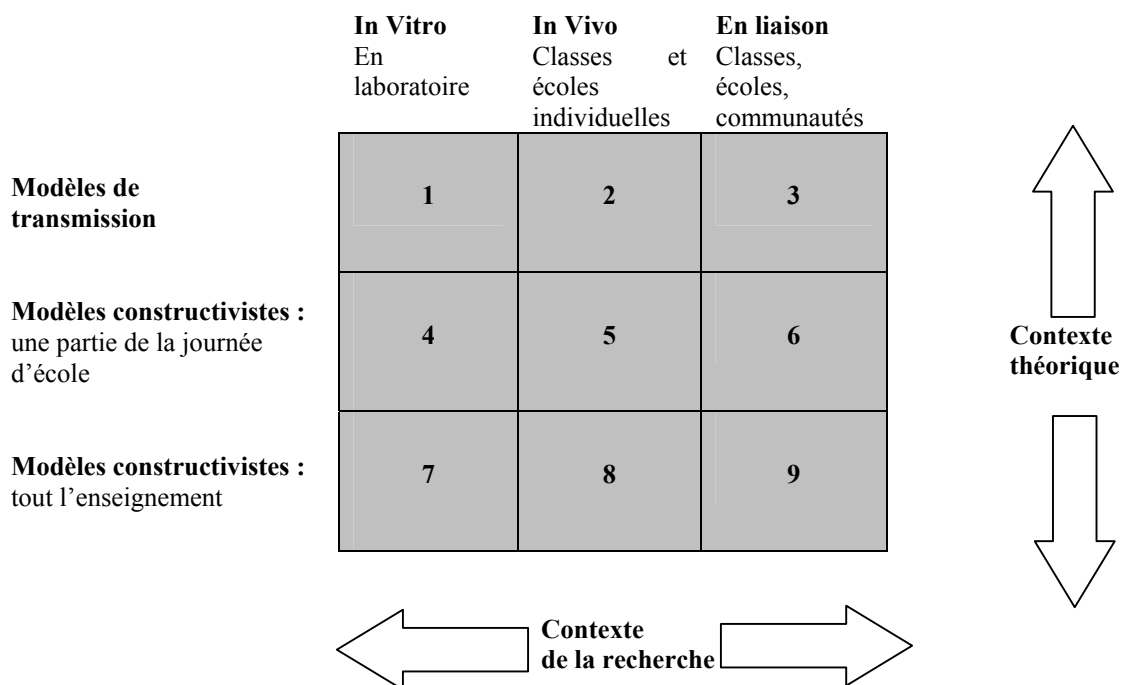 In Vitro
En
laboratoire
In Vivo
Classes et
écoles
individuelles
En liaison
Classes,
écoles,
communautés
Modèles de
transmission
1 2 3
Modèles constructivistes :
une partie de la journée
d’école
4 5 6
Modèles constructivistes :
tout l’enseignement
7 8 9
Contexte
théorique
Contexte
de la recherche